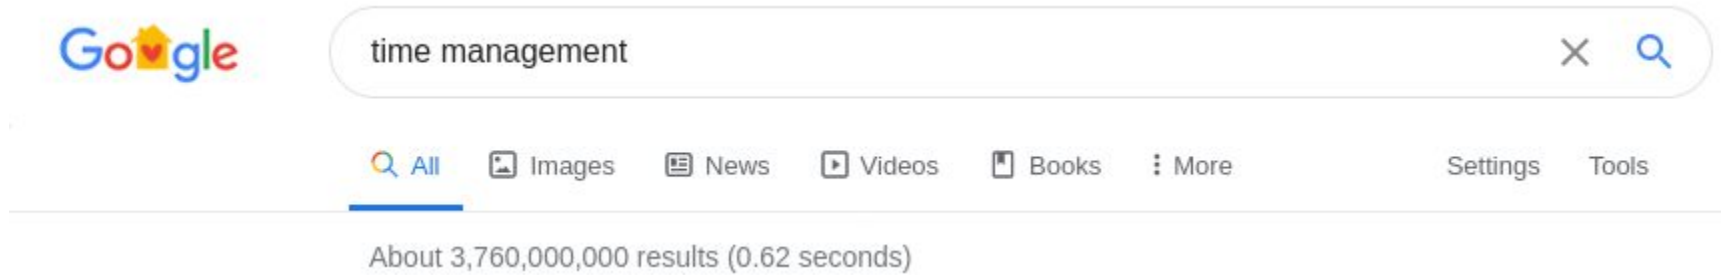 Google
time management
All Images News Videos Books More Settings Tools
About 3,760,000,000 results (0.62 seconds)